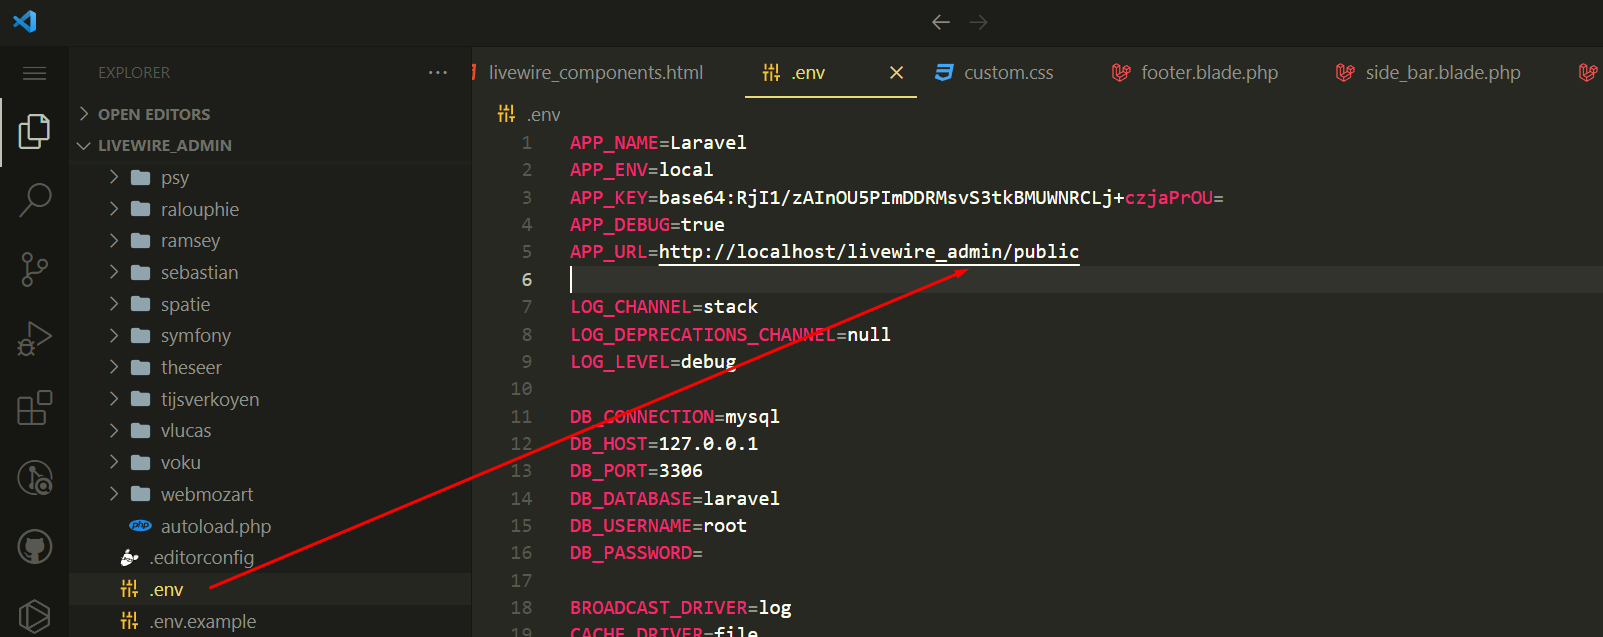 EXPLORER
OPEN EDITORS
LIVEWIRE_ADMIN
psy
ralouphie
ramsey
sebastian
spatie
symfony
theseer
tijsverkoyen
vlucas
voku
webmozart
php autoload.php
.editorconfig
.env
.env.example
livewire_components.html
.env
custom.css
footer.blade.php
side_bar.blade.php
.env
1 APP_NAME=Laravel
2 APP_ENV=local
3 APP_KEY=base64:RjI1/zAInOU5PImDDRMsvS3tkBMUWNRCLj+czjaPrOU=
4 APP_DEBUG=true
5 APP_URL=http://localhost/livewire_admin/public
6
7 LOG_CHANNEL=stack
8 LOG_DEPRECATIONS_CHANNEL=null
9 LOG_LEVEL=debug
10
11 DB_CONNECTION=mysql
12 DB_HOST=127.0.0.1
13 DB_PORT=3306
14 DB_DATABASE=laravel
15 DB_USERNAME=root
16 DB_PASSWORD=
17
18 BROADCAST_DRIVER=log
19 CACHE_DRIVER=file